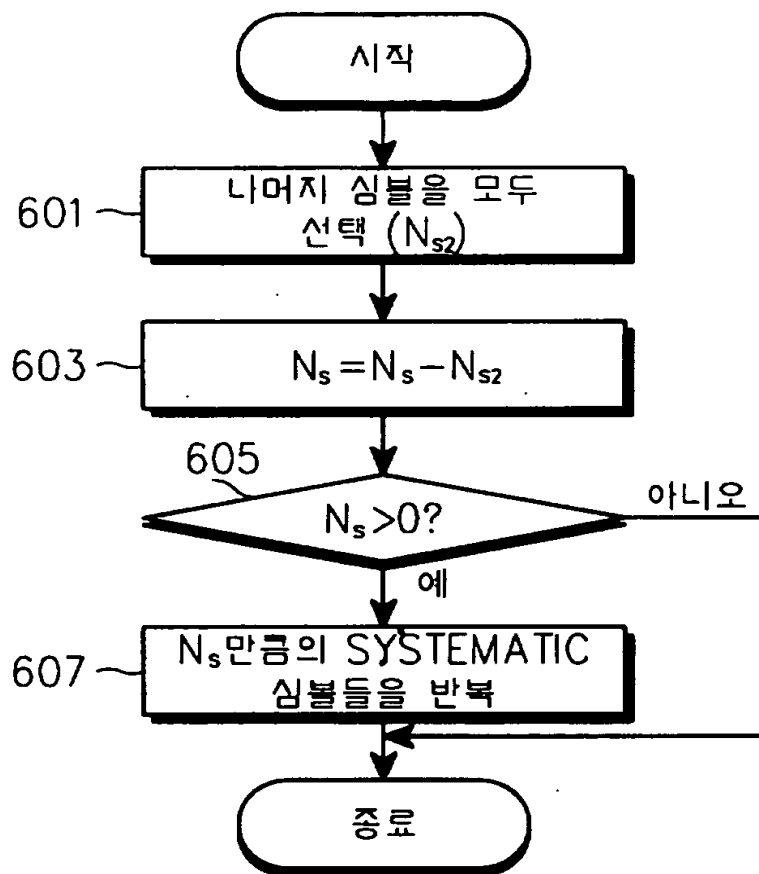 시작
601
나머지 심볼을 모두
선택 (Ns2)
603
Ns=Ns-Ns2
605
Ns>0?
아니오
예
607
Ns만큼의 SYSTEMATIC
심볼들을 반복
종료